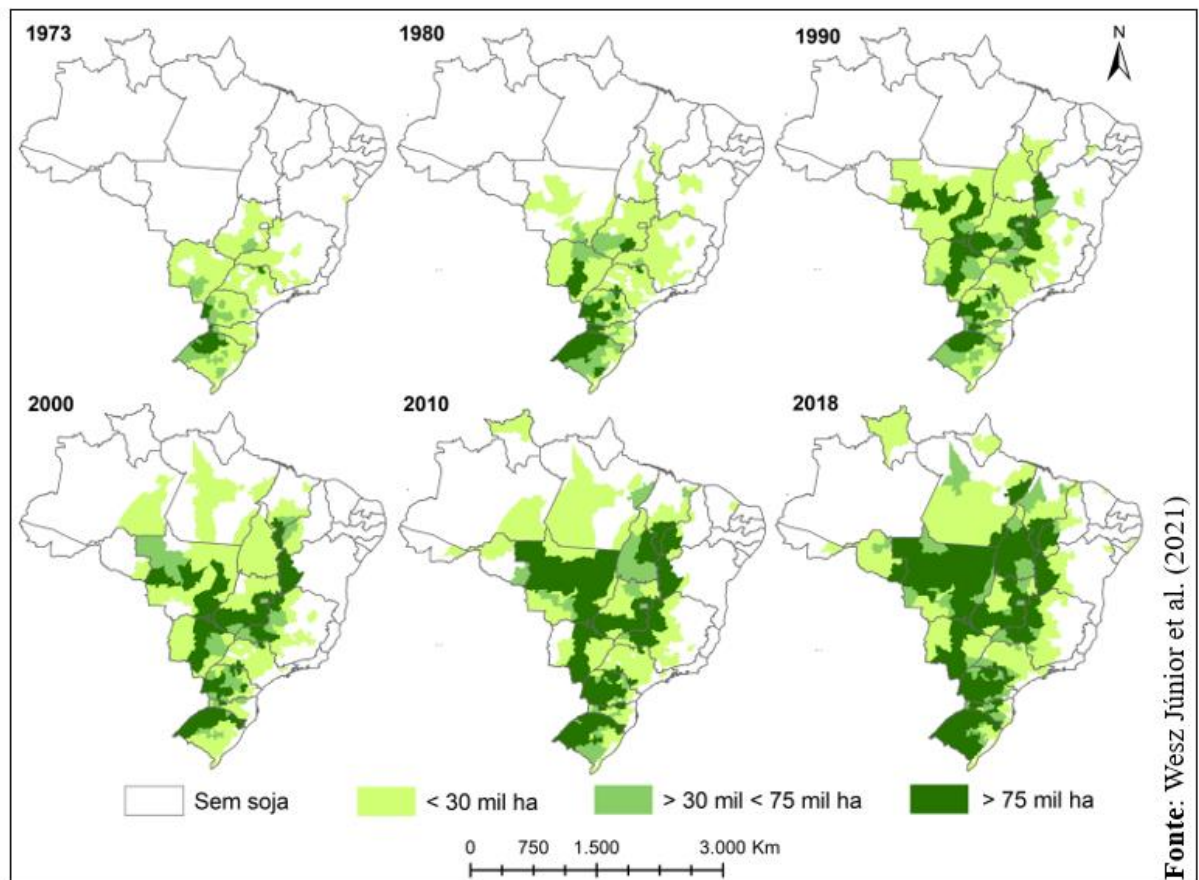 1973
1980
1990
N
2000
2010
2018
Sem soja
< 30 mil ha
> 30 mil < 75 mil ha
> 75 mil ha
0 750 1.500 3.000 Km
Fonte: Wesz Júnior et al. (2021)